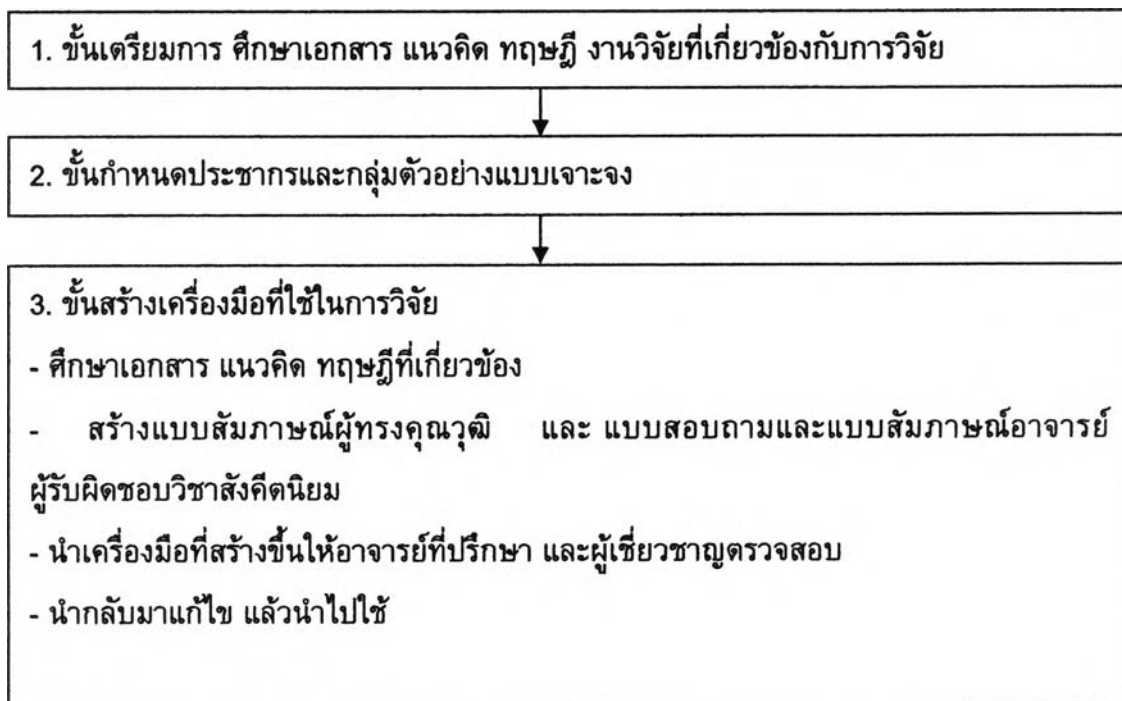 1. ขั้นเตรียมการ ศึกษาเอกสาร แนวคิด ทฤษฎี งานวิจัยที่เกี่ยวข้องกับการวิจัย
2. ขั้นกำหนดประชากรและกลุ่มตัวอย่างแบบเจาะจง
3. ขั้นสร้างเครื่องมือที่ใช้ในการวิจัย
- ศึกษาเอกสาร แนวคิด ทฤษฎีที่เกี่ยวข้อง
- สร้างแบบสัมภาษณ์ผู้ทรงคุณวุฒิ และ แบบสอบถามและแบบสัมภาษณ์อาจารย์
ผู้รับผิดชอบวิชาสังคีตนิยม
- นำเครื่องมือที่สร้างขึ้นให้อาจารย์ที่ปรึกษา และผู้เชี่ยวชาญตรวจสอบ
- นำกลับมาแก้ไข แล้วนำไปใช้